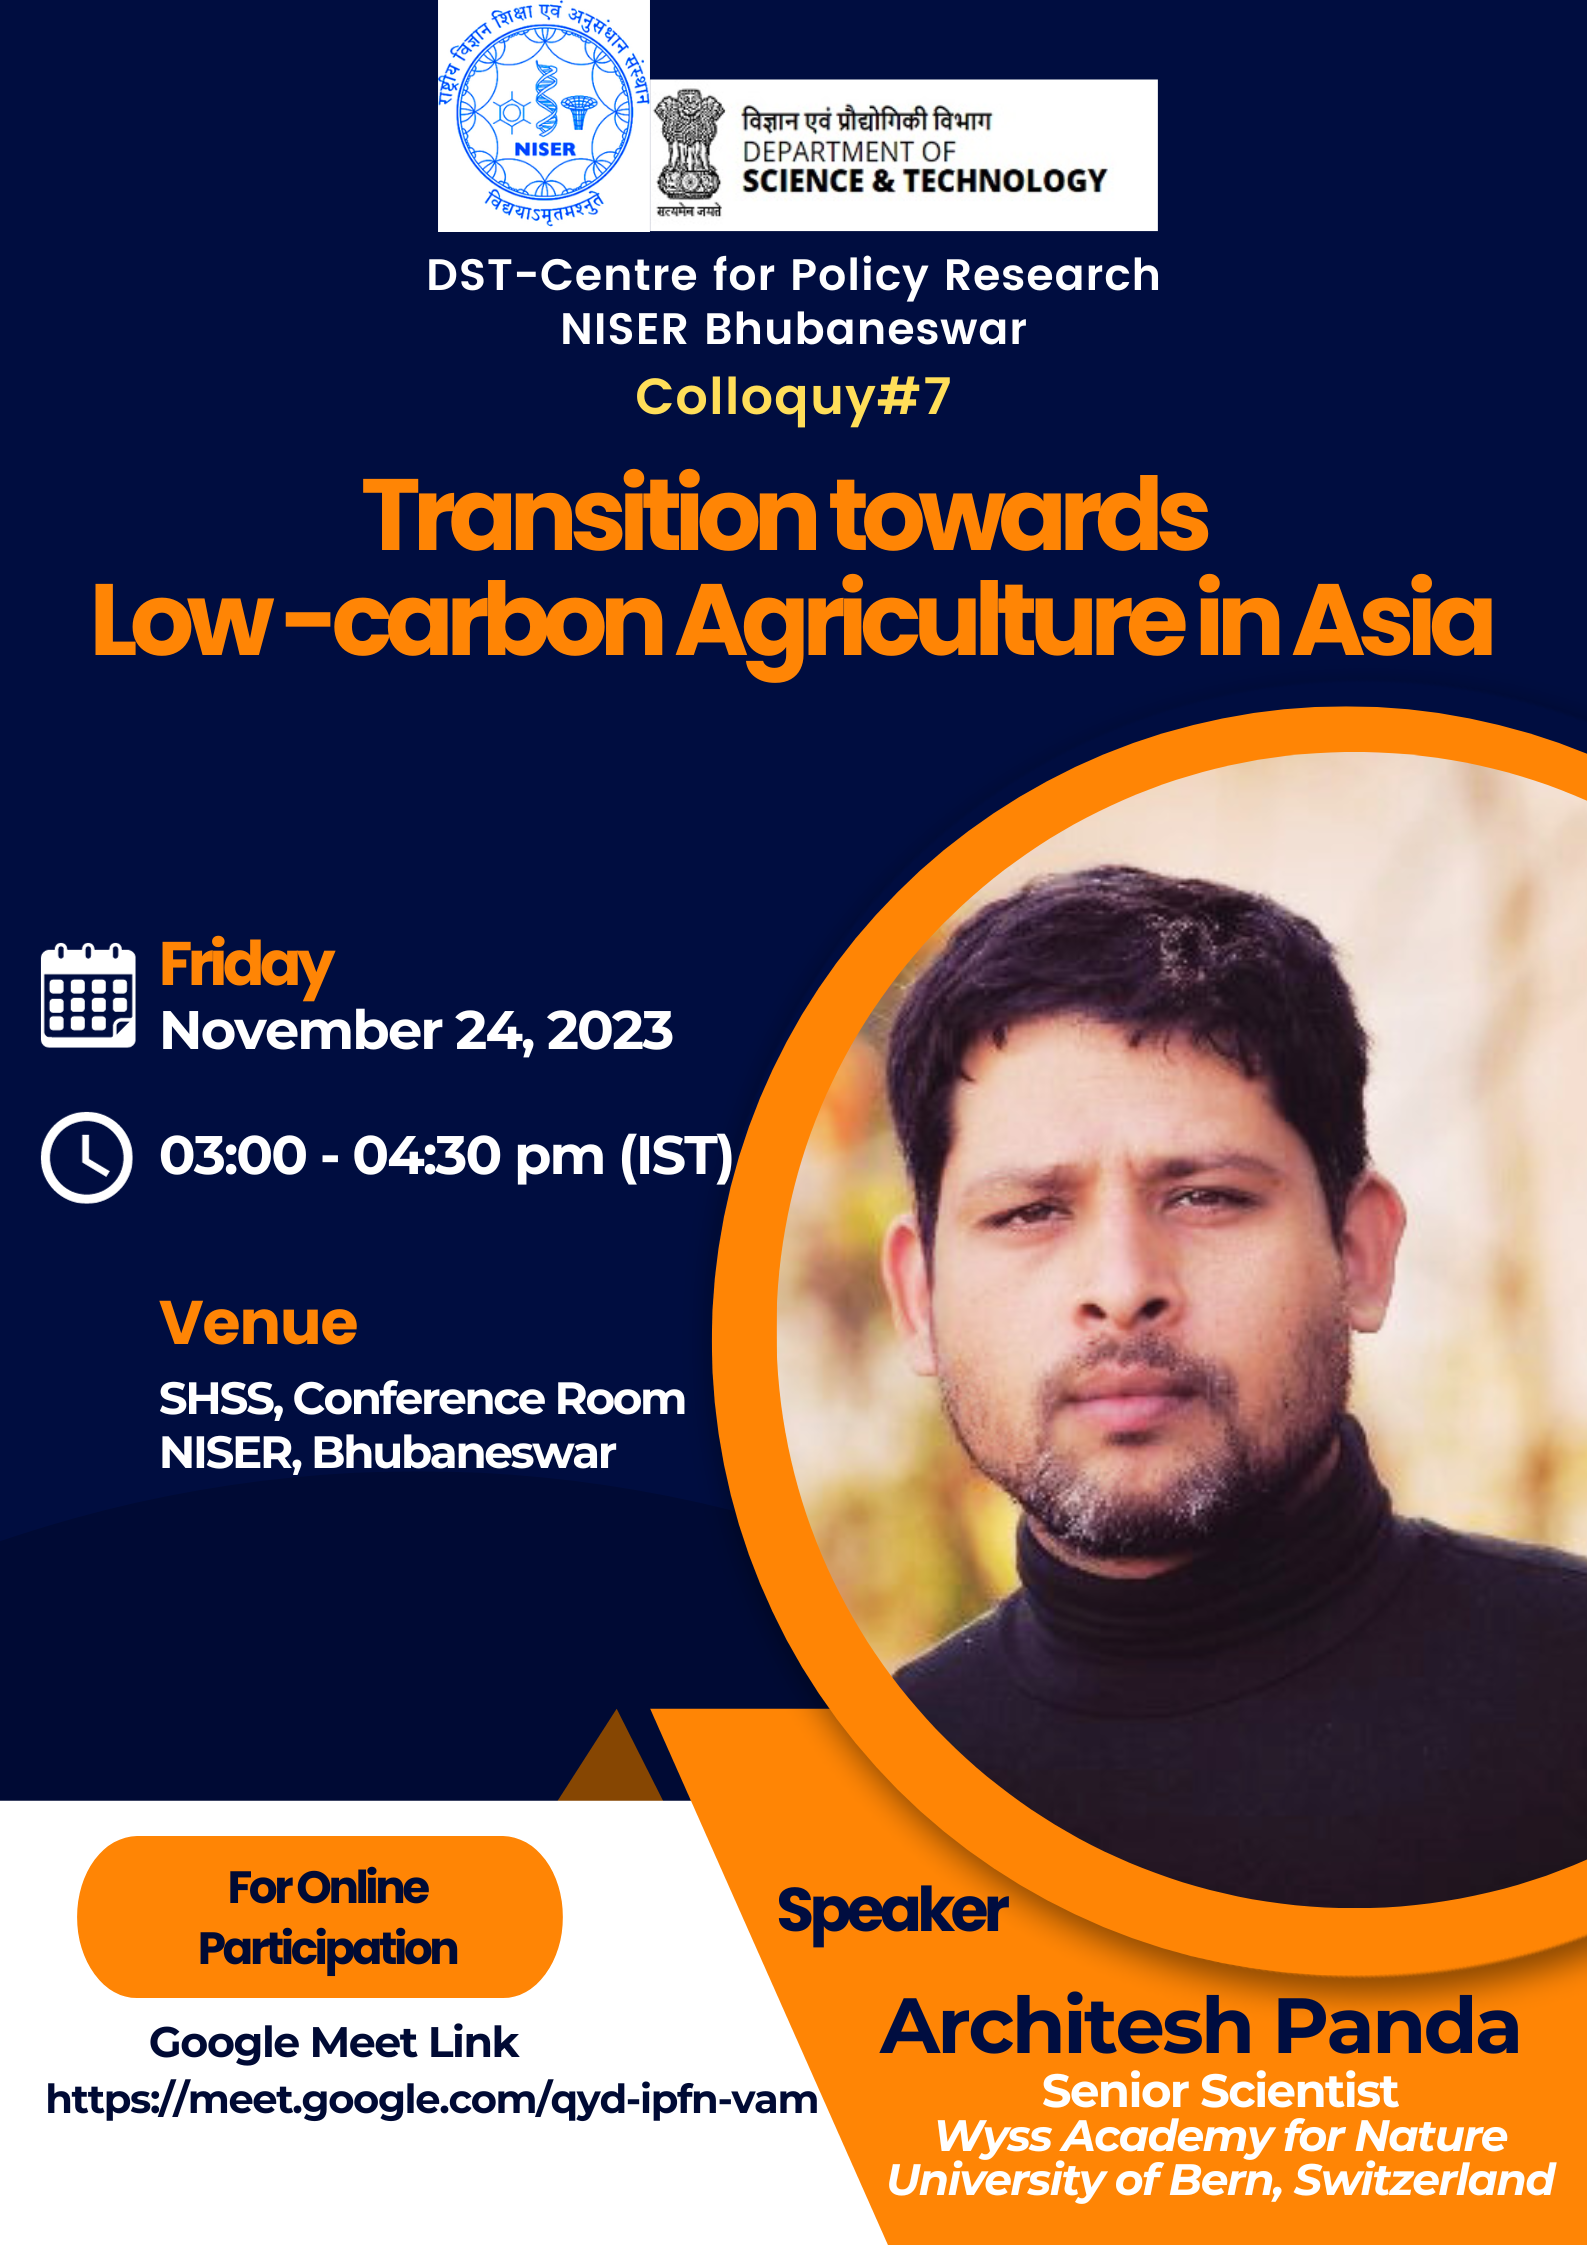 राष्ट्रीय विज्ञान शिक्षा एवं अनुसंधान संस्थान
NISER
विद्ययाऽमृतमश्नुते
सत्यमेव जयते
विज्ञान एवं प्रौद्योगिकी विभाग
DEPARTMENT OF
SCIENCE & TECHNOLOGY
DST-Centre for Policy Research
NISER Bhubaneswar
Colloquy#7
Transition towards
Low -carbon Agriculture in Asia
Friday
November 24, 2023
03:00 - 04:30 pm (IST)
Venue
SHSS, Conference Room
NISER, Bhubaneswar
For Online
Participation
Google Meet Link
https://meet.google.com/qyd-ipfn-vam
Speaker
Architesh Panda
Senior Scientist
Wyss Academy for Nature
University of Bern, Switzerland